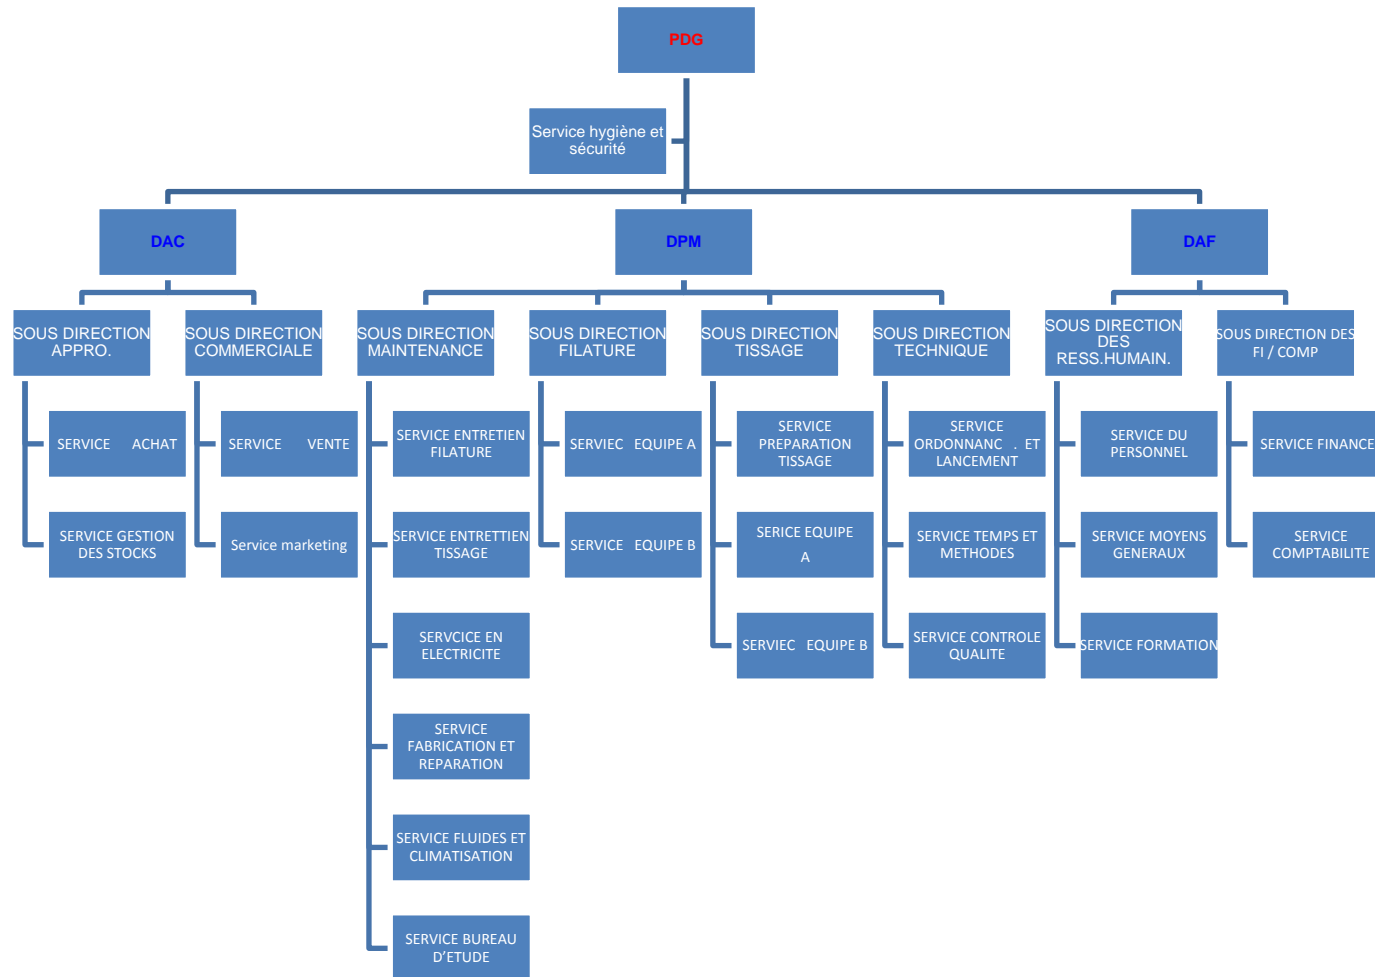 PDG
Service hygiène et
sécurité
DAC
DPM
DAF
SOUS DIRECTION
APPRO.
SOUS DIRECTION
COMMERCIALE
SOUS DIRECTION
MAINTENANCE
SOUS DIRECTION
FILATURE
SOUS DIRECTION
TISSAGE
SOUS DIRECTION
TECHNIQUE
SOUS DIRECTION
DES
RESS.HUMAIN.
SOUS DIRECTION DES
FI / COMP
SERVICE ACHAT
SERVICE VENTE
SERVICE ENTRETIEN
FILATURE
SERVIEC EQUIPE A
SERVICE
PREPARATION
TISSAGE
SERVICE
ORDONNANC . ET
LANCEMENT
SERVICE DU
PERSONNEL
SERVICE FINANCE
SERVICE GESTION
DES STOCKS
Service marketing
SERVICE ENTRETTIEN
TISSAGE
SERVICE EQUIPE B
SERICE EQUIPE
A
SERVICE TEMPS ET
METHODES
SERVICE MOYENS
GENERAUX
SERVICE
COMPTABILITE
SERVCICE EN
ELECTRICITE
SERVIEC EQUIPE B
SERVICE CONTROLE
QUALITE
SERVICE FORMATION
SERVICE
FABRICATION ET
REPARATION
SERVICE FLUIDES ET
CLIMATISATION
SERVICE BUREAU
D’ETUDE